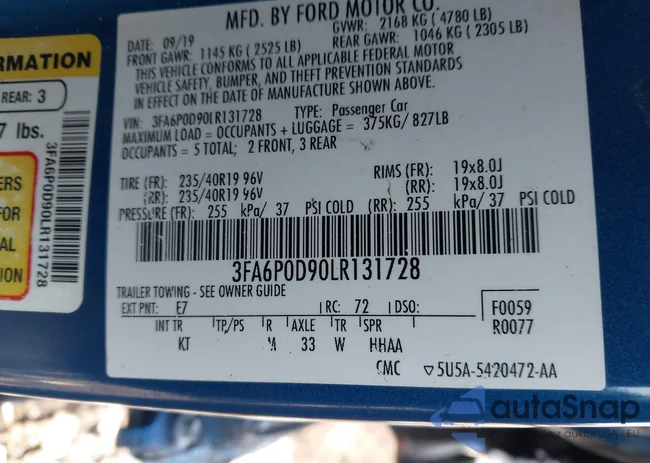 RMATION
REAR: 3
7 lbs.
ERS
FOR
AL
ION
3FA6P0D90LR131728
MFD. BY FORD MOTOR CO.
DATE: 09/19
GVWR: 2168 KG (4780 LB)
FRONT GAWR: 1145 KG (2525 LB)
REAR GAWR: 1046 KG (2305 LB)
THIS VEHICLE CONFORMS TO ALL APPLICABLE FEDERAL MOTOR
VEHICLE SAFETY, BUMPER, AND THEFT PREVENTION STANDARDS
IN EFFECT ON THE DATE OF MANUFACTURE SHOWN ABOVE.
VIN: 3FA6P0D90LR131728 TYPE: Passenger Car
MAXIMUM LOAD = OCCUPANTS + LUGGAGE = 375KG/ 827LB
OCCUPANTS = 5 TOTAL; 2 FRONT, 3 REAR
TIRE (FR): 235/40R19 96V RIMS (FR): 19x8.0J
(RR): 235/40R19 96V (RR): 19x8.0J
PRESSURE (FR): 255 kPa/ 37 PSI COLD (RR): 255 kPa/ 37 PSI COLD
3FA6P0D90LR131728
TRAILER TOWING - SEE OWNER GUIDE
EXT PNT: E7 RC: 72 DSO: F0059
R0077
INT TR TP/PS R AXLE TR SPR
KT 33 W HHAA
5U5A-5420472-AA
autoSnap